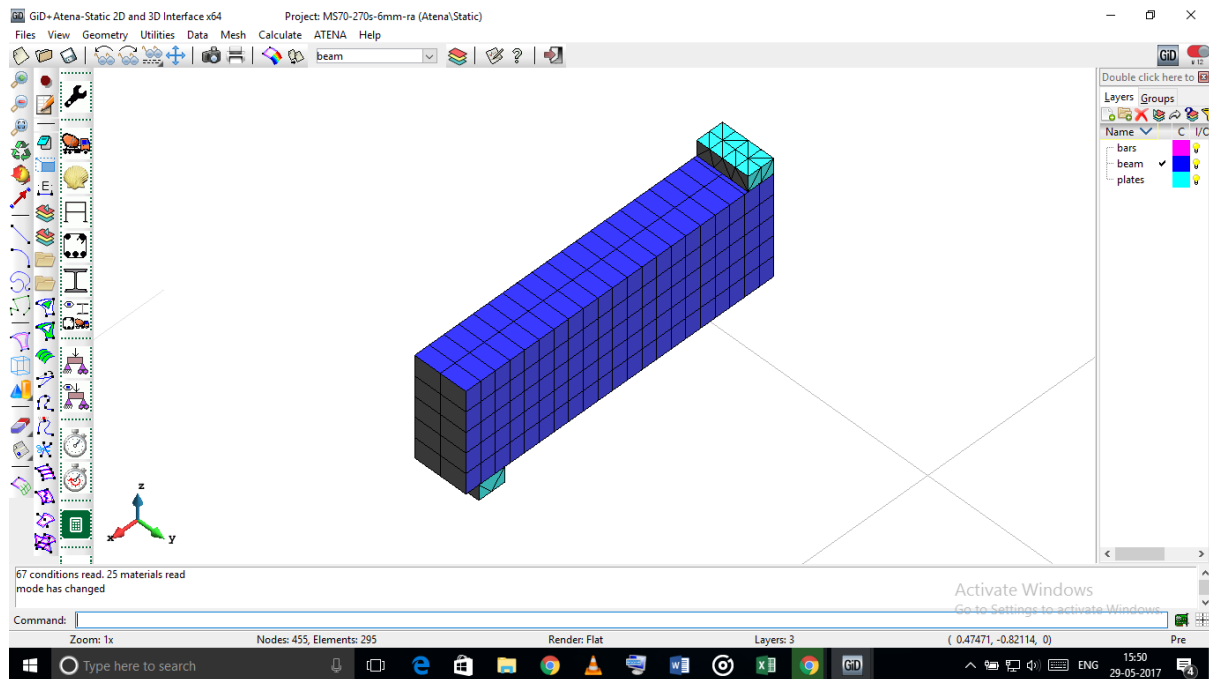 GiD GiD+Atena-Static 2D and 3D Interface x64 Project: MS70-270s-6mm-ra (Atena\Static)
Files View Geometry Utilities Data Mesh Calculate ATENA Help
beam
GiD
Double click here to
Layers Groups
Name C I/O
bars
beam
plates
E
z
x y
67 conditions read. 25 materials read
mode has changed
Activate Windows
Go to Settings to activate Windows.
Command:
Zoom: 1x Nodes: 455, Elements: 295 Render: Flat Layers: 3 ( 0.47471, -0.82114, 0) Pre
Type here to search
GiD
ENG
15:50
29-05-2017
4